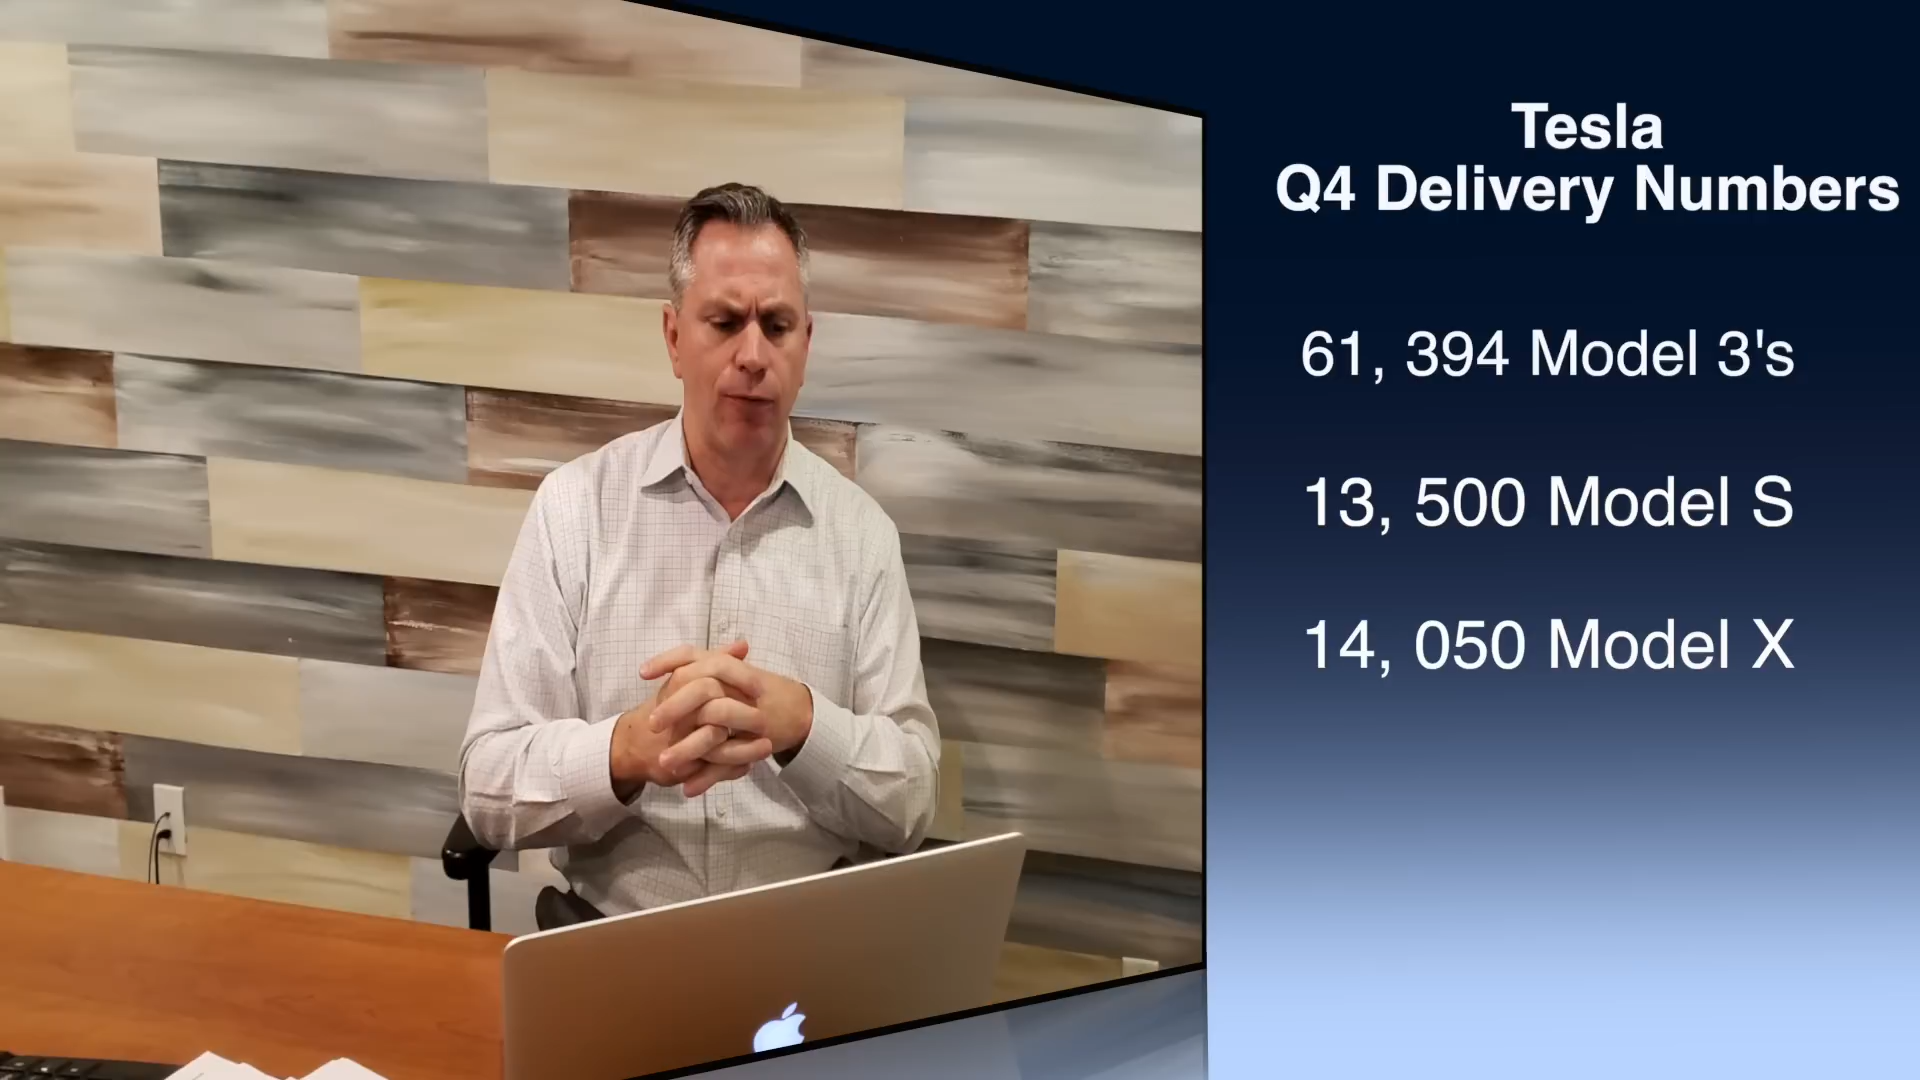 Tesla
Q4 Delivery Numbers
61, 394 Model 3's
13, 500 Model S
14, 050 Model X